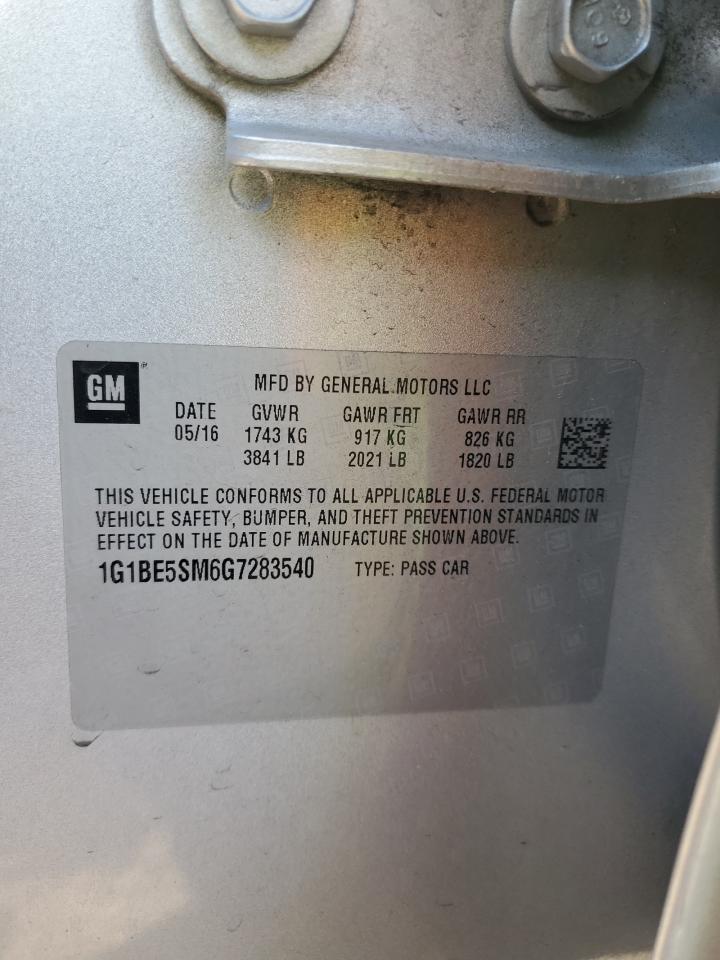 GM
MFD BY GENERAL MOTORS LLC
DATE GVWR GAWR FRT GAWR RR
05/16 1743 KG 917 KG 826 KG
3841 LB 2021 LB 1820 LB
THIS VEHICLE CONFORMS TO ALL APPLICABLE U.S. FEDERAL MOTOR
VEHICLE SAFETY, BUMPER, AND THEFT PREVENTION STANDARDS IN
EFFECT ON THE DATE OF MANUFACTURE SHOWN ABOVE.
1G1BE5SM6G7283540 TYPE: PASS CAR